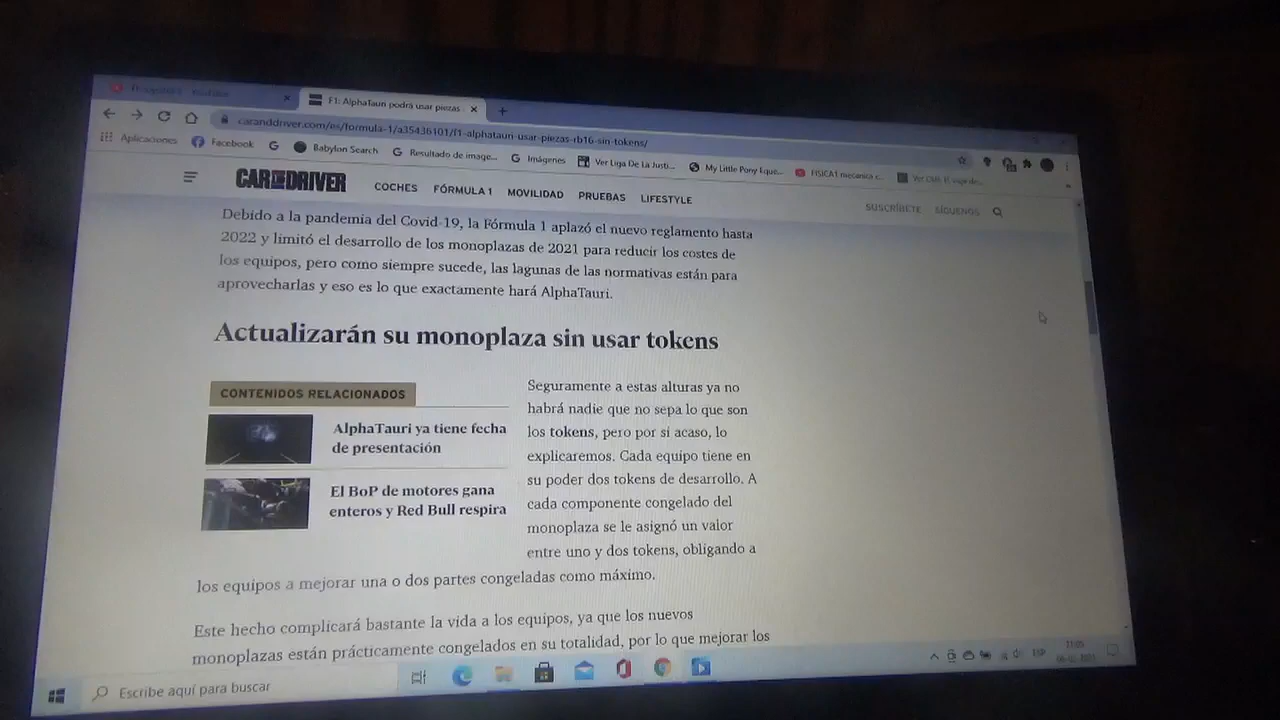 F1: AlphaTauri podrá usar piezas
caranddriver.com/es/formula-1/a35436101/f1-alphatauri-usar-piezas-rb16-sin-tokens/
Aplicaciones Facebook Babylon Search Resultado de image... Imágenes Ver Liga De La Justi... My Little Pony Eque... FISICA1 mecanica c...
CAR AND DRIVER COCHES FÓRMULA 1 MOVILIDAD PRUEBAS LIFESTYLE SUSCRÍBETE SÍGUENOS
Debido a la pandemia del Covid-19, la Fórmula 1 aplazó el nuevo reglamento hasta
2022 y limitó el desarrollo de los monoplazas de 2021 para reducir los costes de
los equipos, pero como siempre sucede, las lagunas de las normativas están para
aprovecharlas y eso es lo que exactamente hará AlphaTauri.
Actualizarán su monoplaza sin usar tokens
CONTENIDOS RELACIONADOS
AlphaTauri ya tiene fecha
de presentación
El BoP de motores gana
enteros y Red Bull respira
Seguramente a estas alturas ya no
habrá nadie que no sepa lo que son
los tokens, pero por si acaso, lo
explicaremos. Cada equipo tiene en
su poder dos tokens de desarrollo. A
cada componente congelado del
monoplaza se le asignó un valor
entre uno y dos tokens, obligando a
los equipos a mejorar una o dos partes congeladas como máximo.
Este hecho complicará bastante la vida a los equipos, ya que los nuevos
monoplazas están prácticamente congelados en su totalidad, por lo que mejorar los
Escribe aquí para buscar
ESP
11:05